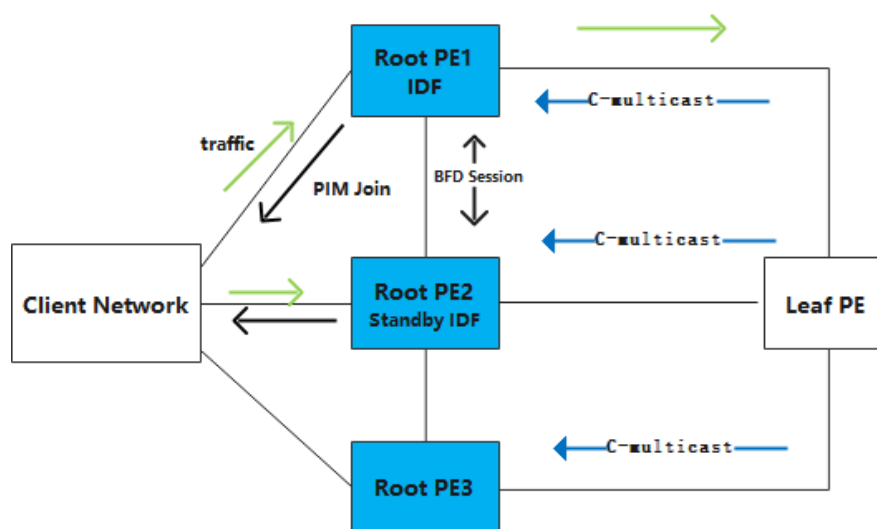 Root PE1
IDF
C-multicast
traffic
PIM Join
BFD Session
C-multicast
Client Network
Root PE2
Standby IDF
Leaf PE
C-multicast
Root PE3